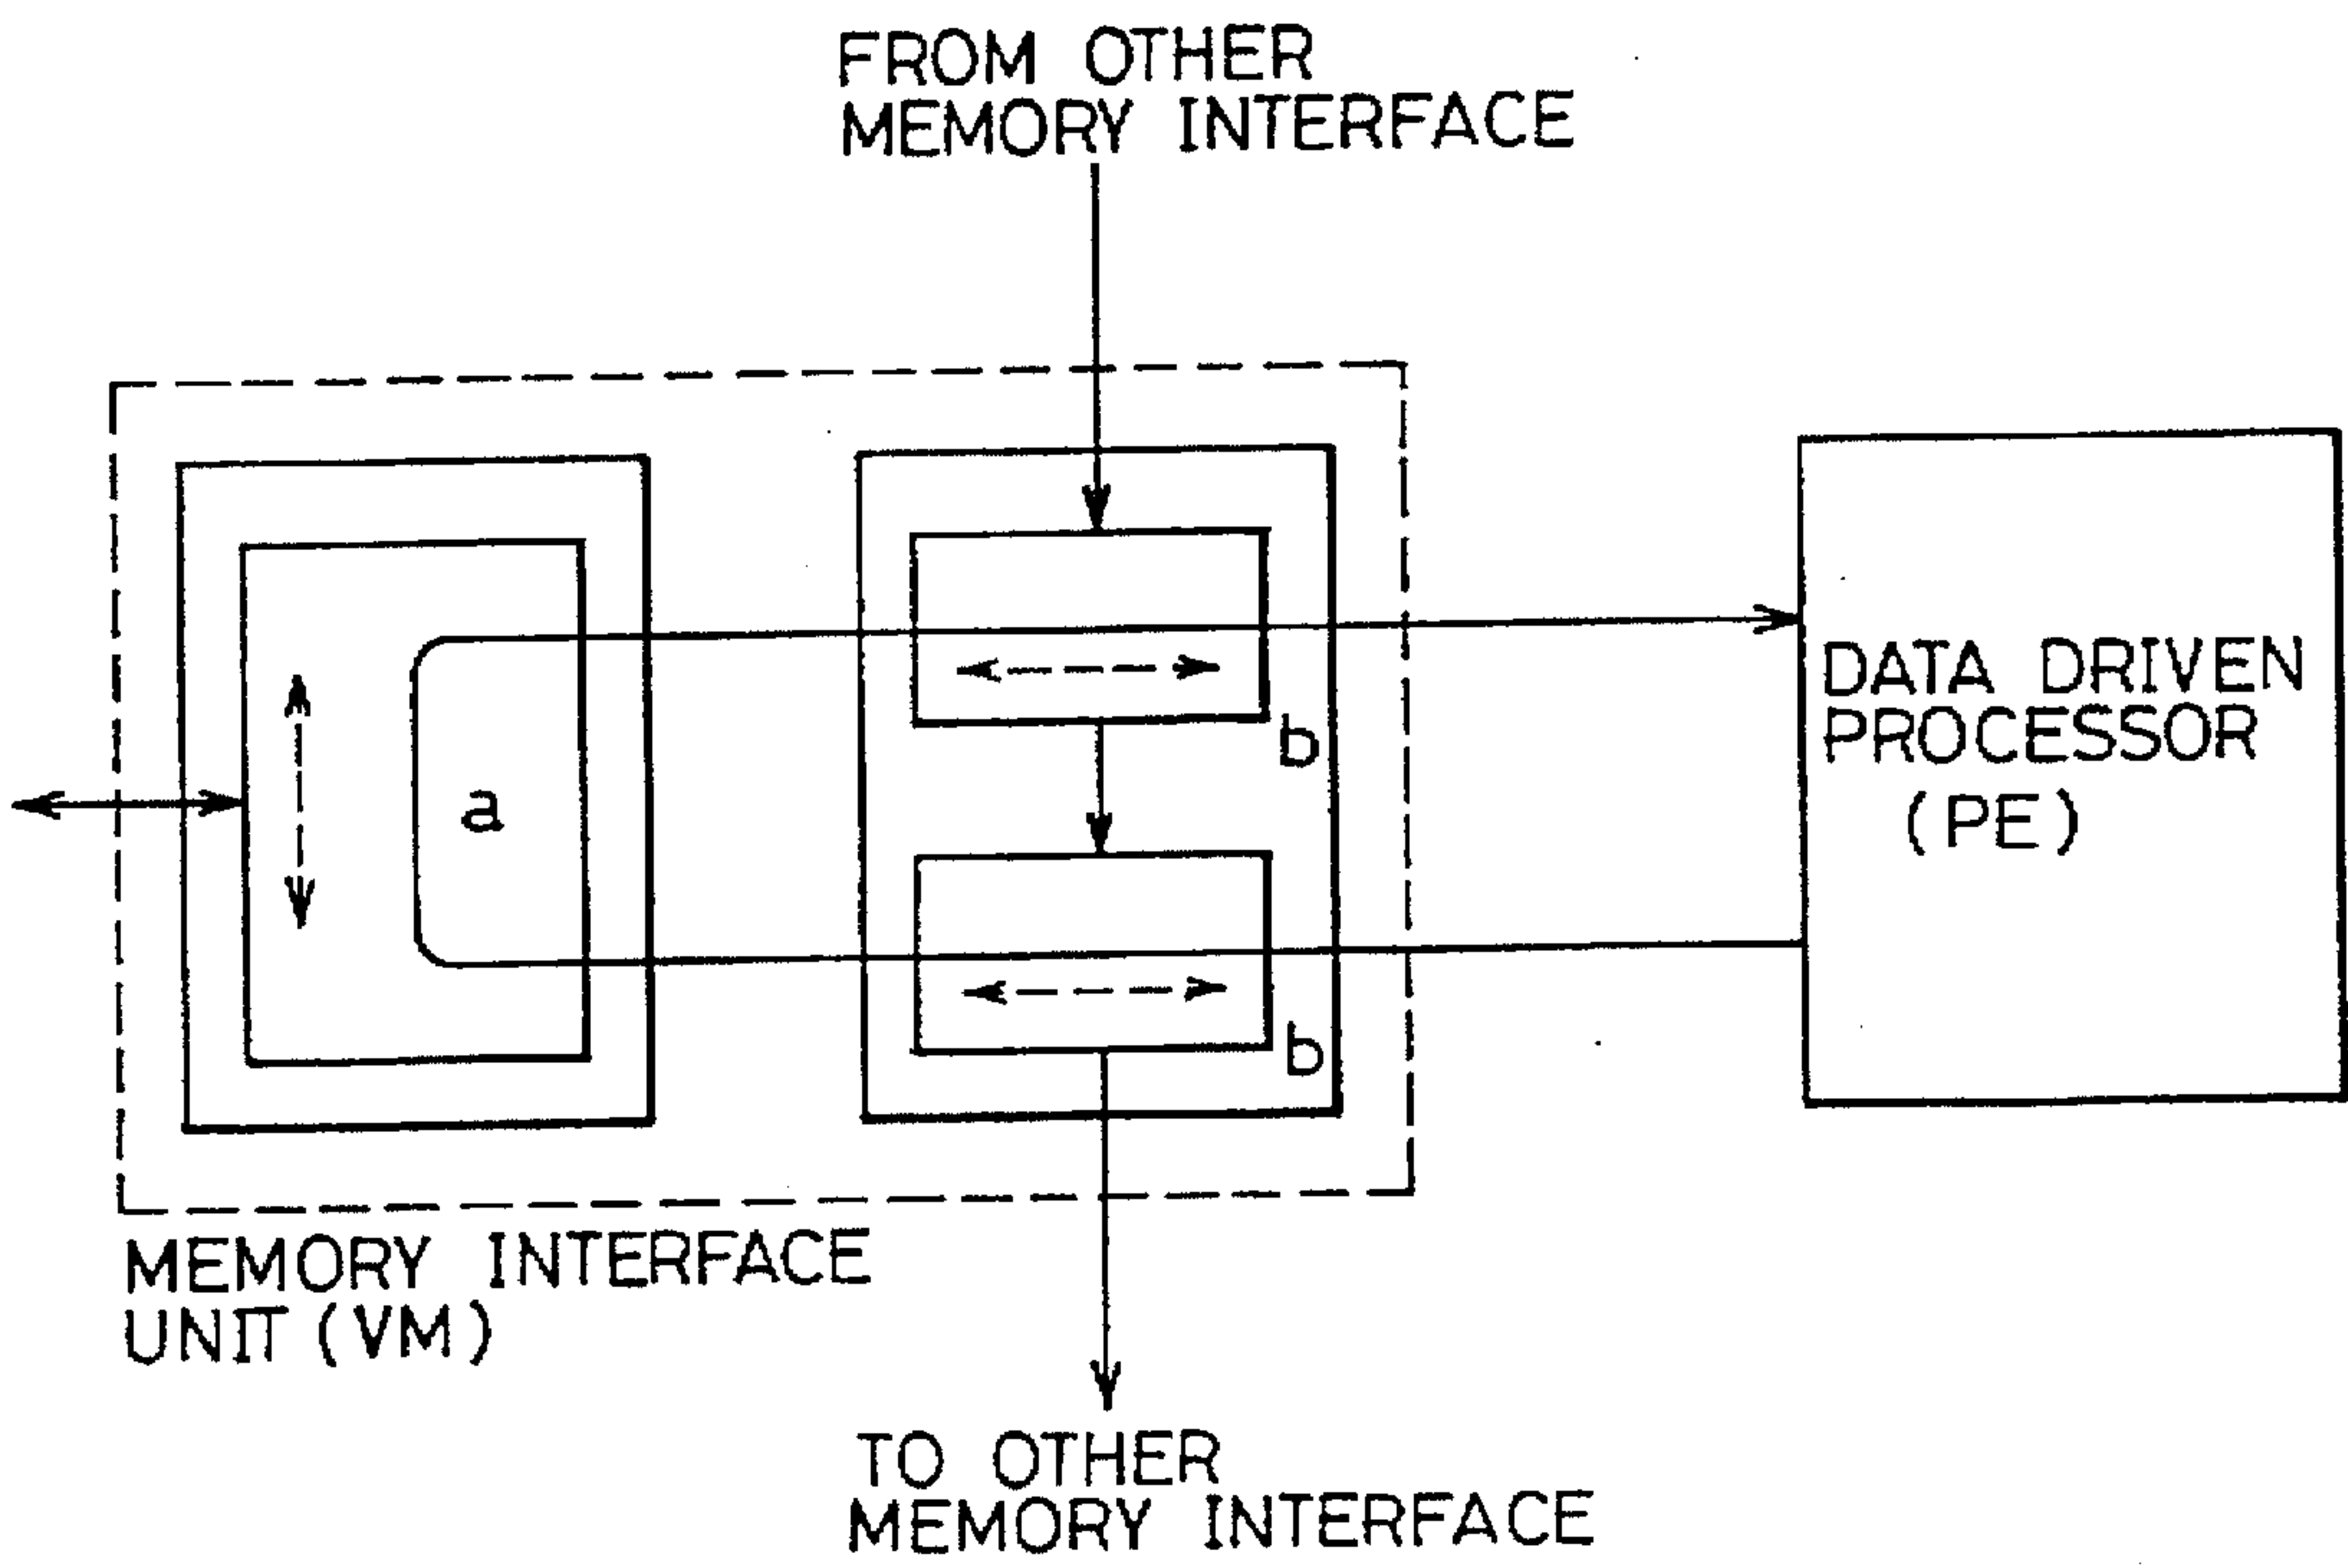 FROM OTHER
MEMORY INTERFACE
a
b
b
DATA DRIVEN
PROCESSOR
(PE)
MEMORY INTERFACE
UNIT (VM)
TO OTHER
MEMORY INTERFACE